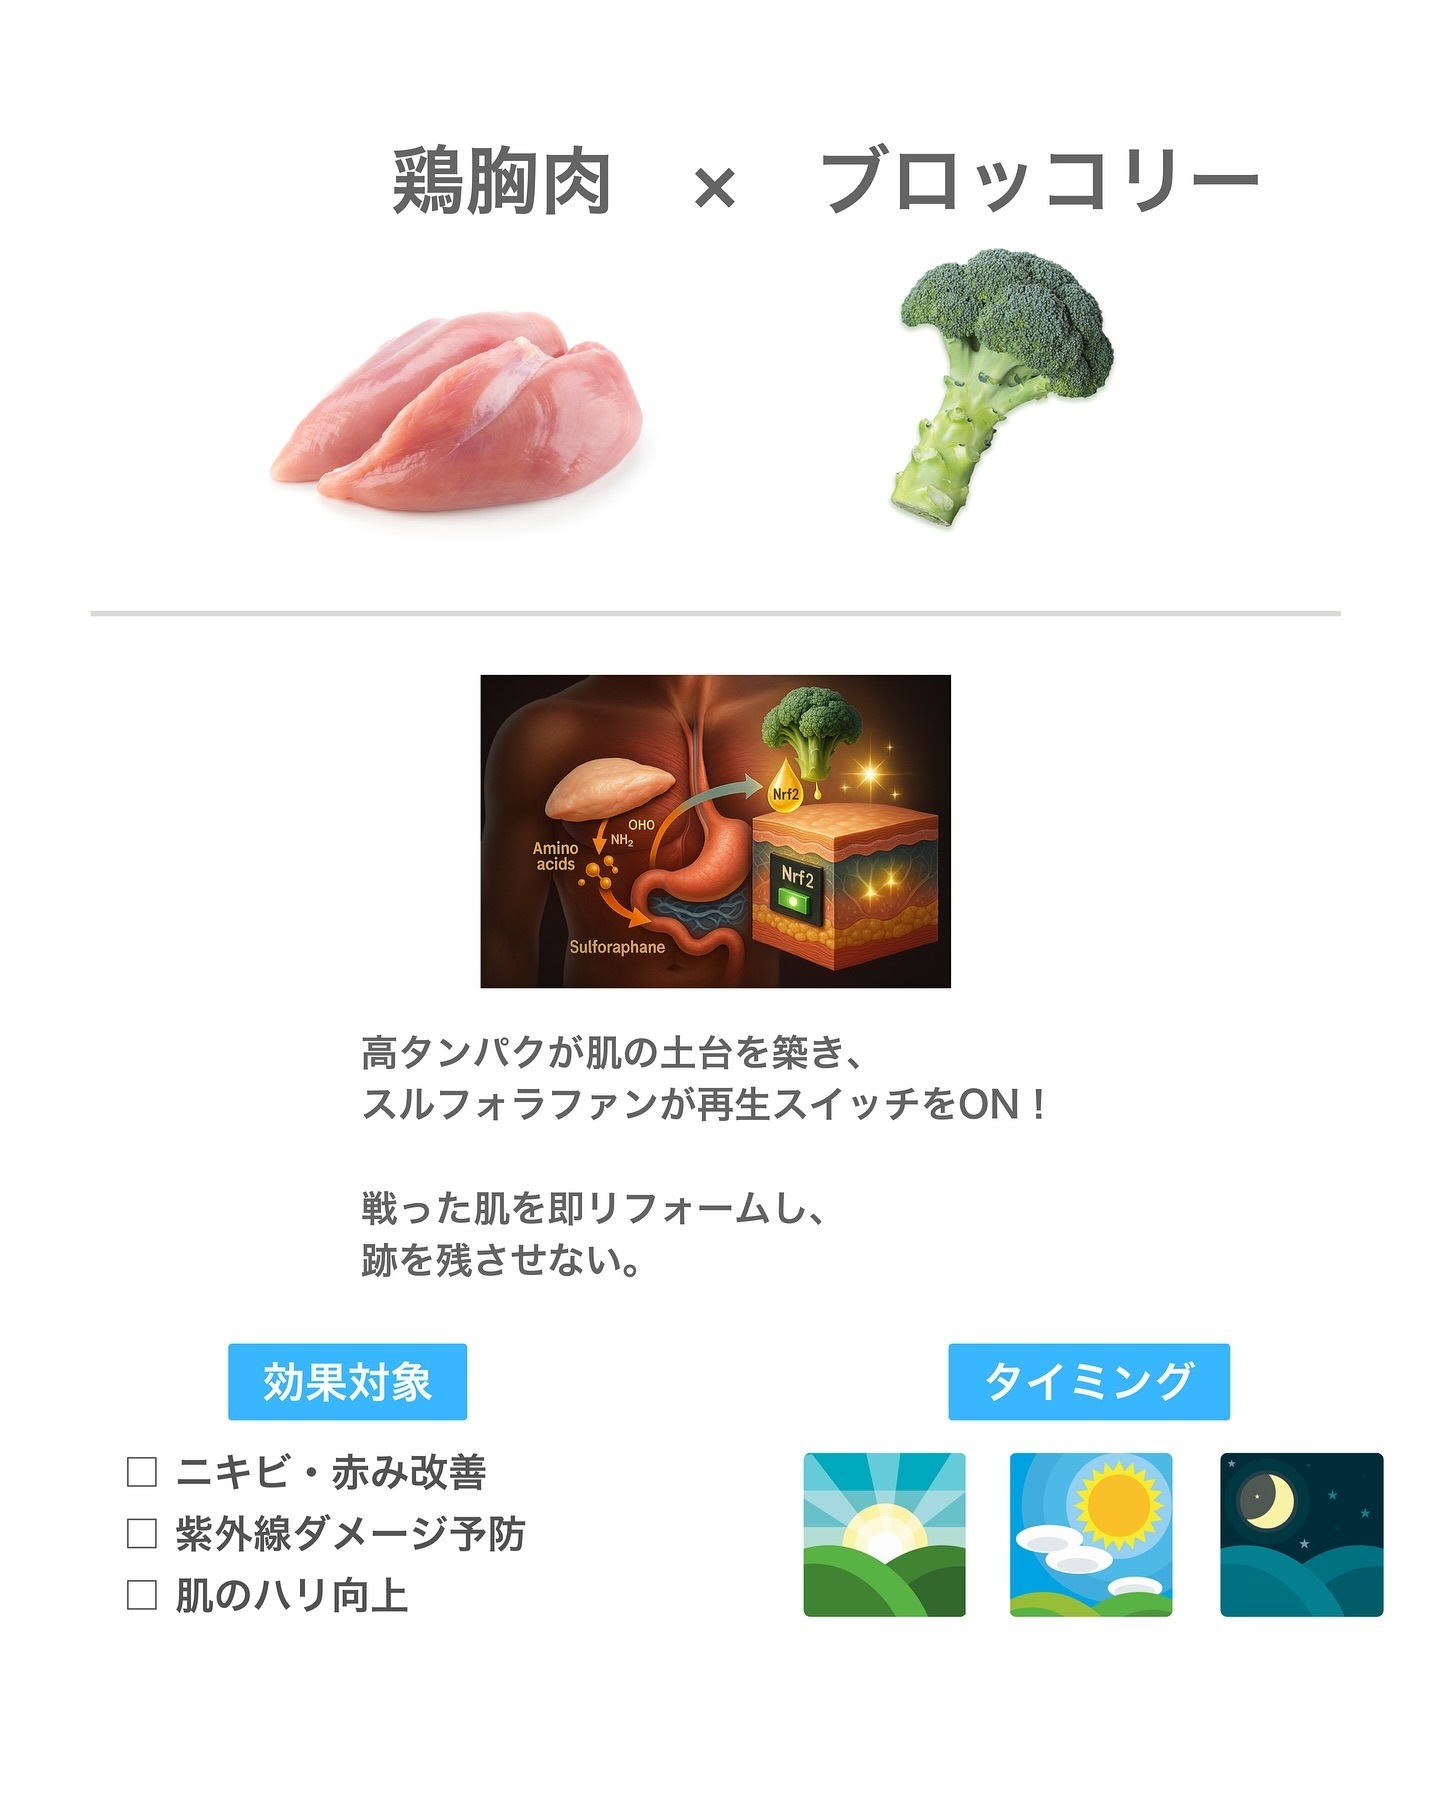 鶏胸肉 × ブロッコリー
Nrf2
OHO
NH₂
Amino
acids
Nrf2
Sulforaphane
高タンパクが肌の土台を築き、
スルフォラファンが再生スイッチをON！
戦った肌を即リフォームし、
跡を残させない。
効果対象
□ ニキビ・赤み改善
□ 紫外線ダメージ予防
□ 肌のハリ向上
タイミング